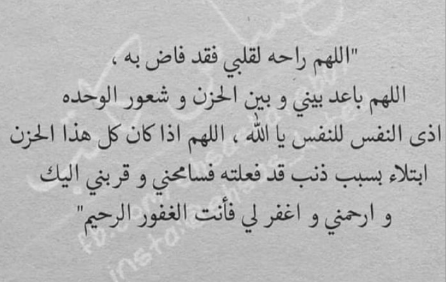 "اللهم راحه لقلبي فقد فاض به ،
اللهم باعد بيني و بين الحزن و شعور الوحده
اذى النفس للنفس يا الله ، اللهم اذا كان كل هذا الحزن
ابتلاء بسبب ذنب قد فعلته فسامحني و قربني اليك
و ارحمني و اغفر لي فأنت الغفور الرحيم"